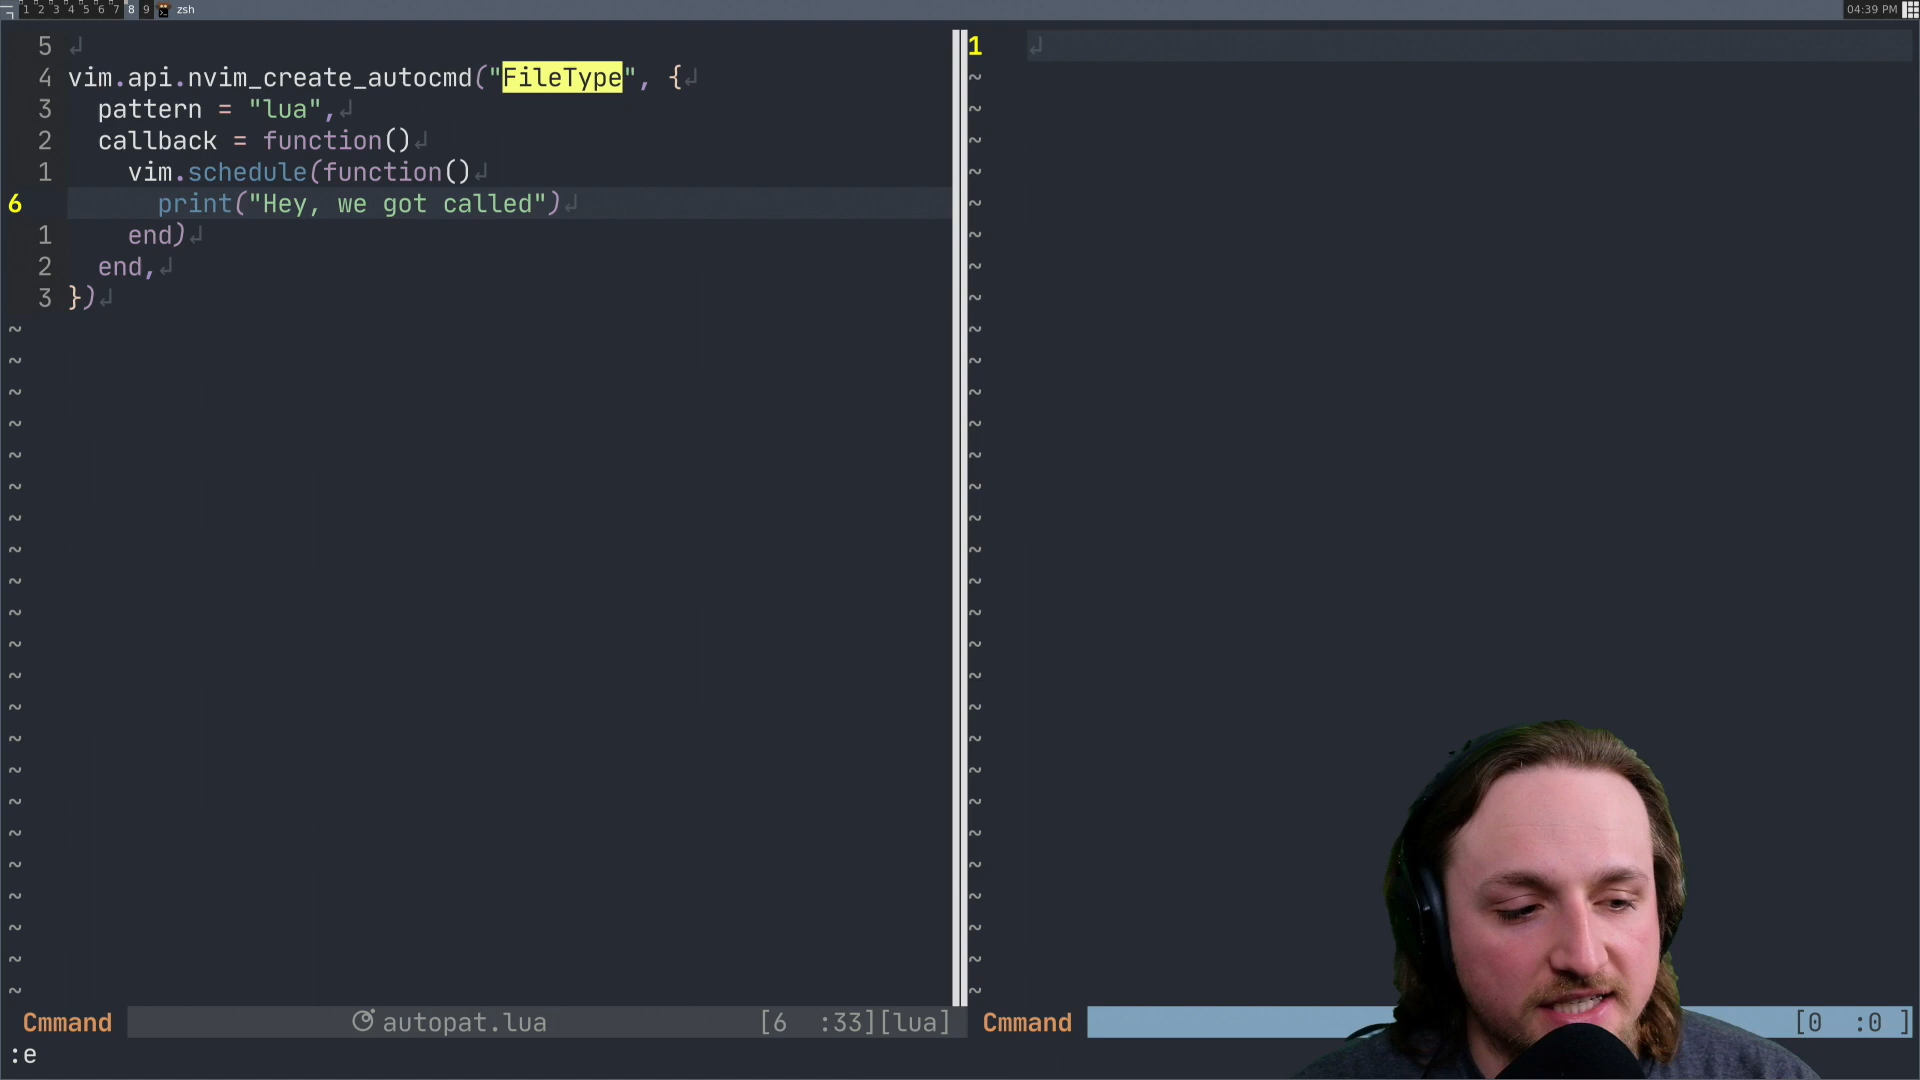 1 2 3 4 5 6 7 8 9 zsh
04:39 PM
5
4 vim.api.nvim_create_autocmd("FileType", {
3 pattern = "lua",
2 callback = function()
1 vim.schedule(function()
6 print("Hey, we got called")
1 end)
2 end,
3 })
1
Cmmand autopat.lua [6 :33][lua]
Cmmand [0 :0 ]
:e